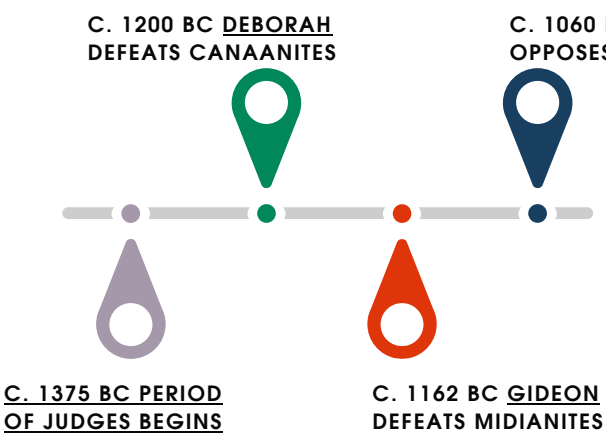 C. 1200 BC DEBORAH
DEFEATS CANAANITES
C. 1060
OPPOSES
C. 1375 BC PERIOD
OF JUDGES BEGINS
C. 1162 BC GIDEON
DEFEATS MIDIANITES